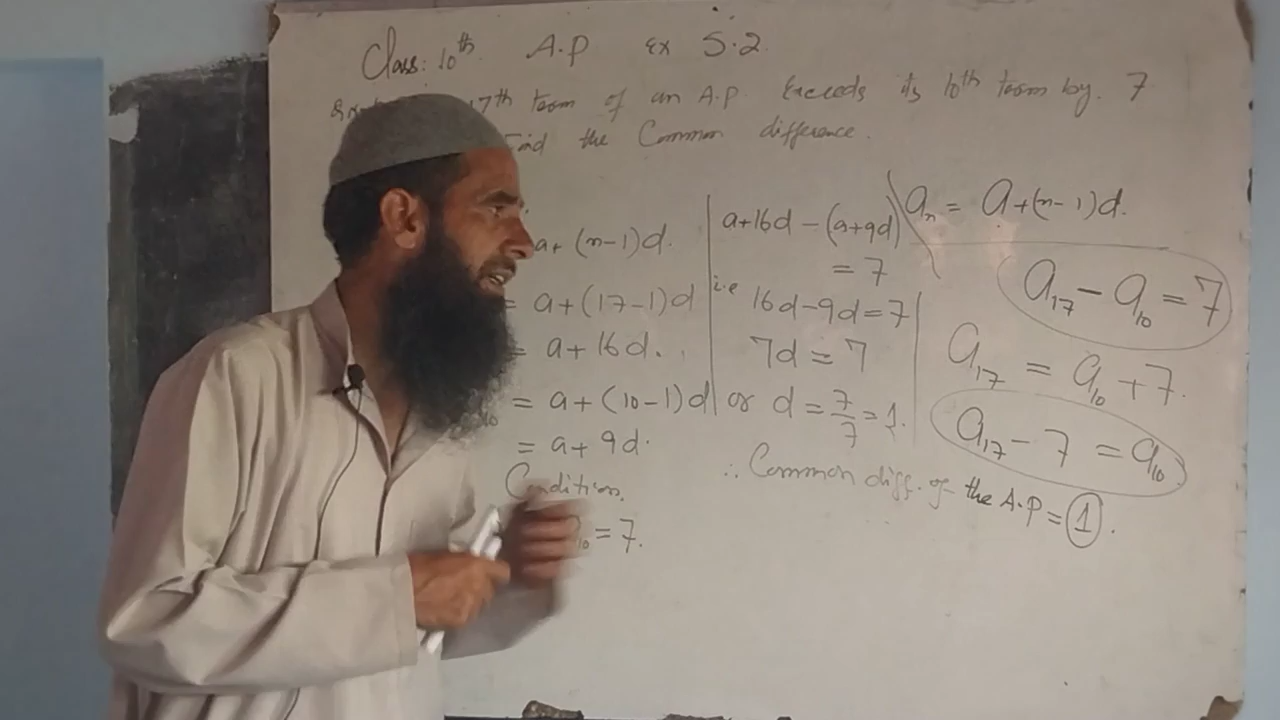 Class: 10th A.P Ex 5.2
17th term of an A.P. Exceeds its 10th term by. 7
Find the Common difference.
a+ (n-1)d.
= a+(17-1)d
= a+16d.
10 = a+(10-1)d
= a+9d.
Condition.
10 = 7.
a+16d - (a+9d)
= 7
i.e 16d-9d=7
7d = 7
or d = 7/7 = 1.
∴ Common diff. of the A.P = 1.
aₙ = a+(n-1)d.
a₁₇ - a₁₀ = 7
a₁₇ = a₁₀ + 7.
a₁₇ - 7 = a₁₀